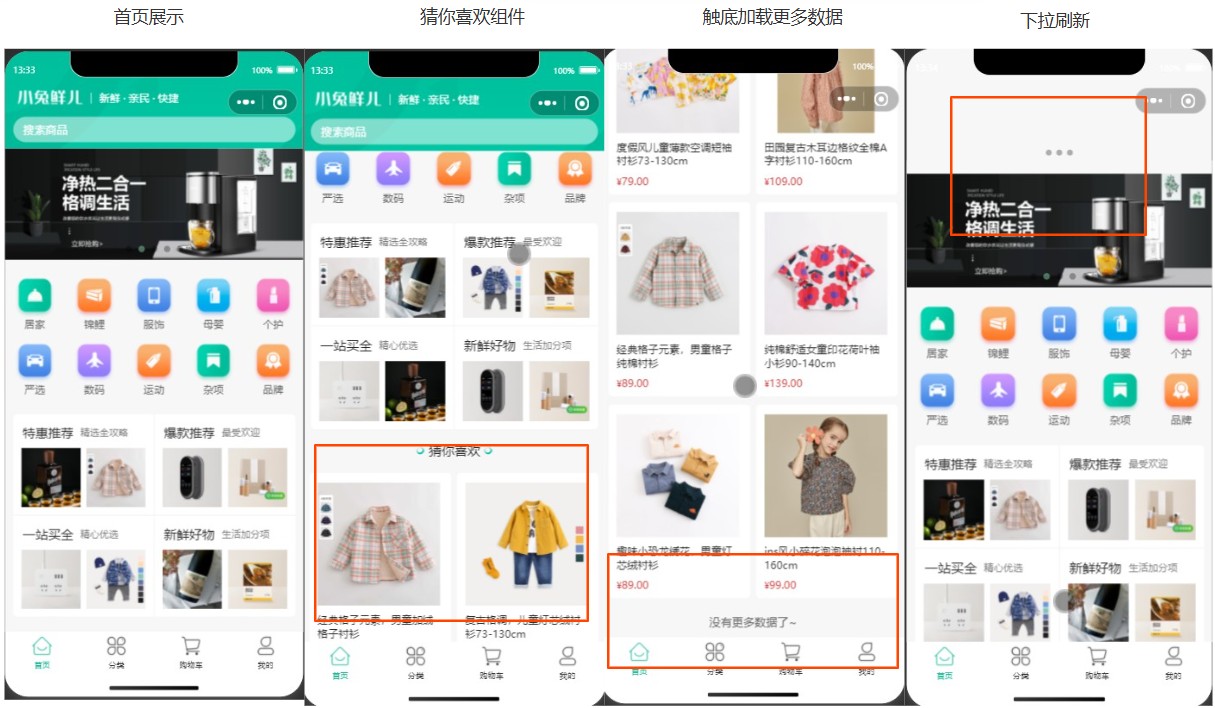 首页展示
猜你喜欢组件
触底加载更多数据
下拉刷新
13:33
100%
小兔鲜儿 | 新鲜·亲民·快捷
搜索商品
净热二合一
格调生活
立即抢购>
居家
锦鲤
服饰
母婴
个护
严选
数码
运动
杂项
品牌
特惠推荐 精选全攻略
爆款推荐 最受欢迎
一站买全 精心优选
新鲜好物 生活加分项
首页
分类
购物车
我的
13:33
100%
小兔鲜儿 | 新鲜·亲民·快捷
搜索商品
严选
数码
运动
杂项
品牌
特惠推荐 精选全攻略
爆款推荐 最受欢迎
一站买全 精心优选
新鲜好物 生活加分项
猜你喜欢
经典格子元素，男童加绒
格子衬衫
复古格调，儿童灯芯绒衬
衫73-130cm
首页
分类
购物车
我的
100%
度假风儿童薄款空调短袖
衬衫73-130cm
¥79.00
田园复古木耳边格纹全棉A
字衬衫110-160cm
¥109.00
经典格子元素，男童格子
纯棉衬衫
¥89.00
纯棉舒适女童印花荷叶袖
小衫90-140cm
¥139.00
趣味小恐龙绣花，男童灯
芯绒衬衫
¥89.00
ins风小碎花泡泡袖衬110-
160cm
¥99.00
没有更多数据了~
首页
分类
购物车
我的
净热二合一
格调生活
立即抢购>
居家
锦鲤
服饰
母婴
个护
严选
数码
运动
杂项
品牌
特惠推荐 精选全攻略
爆款推荐 最受欢迎
一站买全 精心优选
新鲜好物 生活加分项
首页
分类
购物车
我的